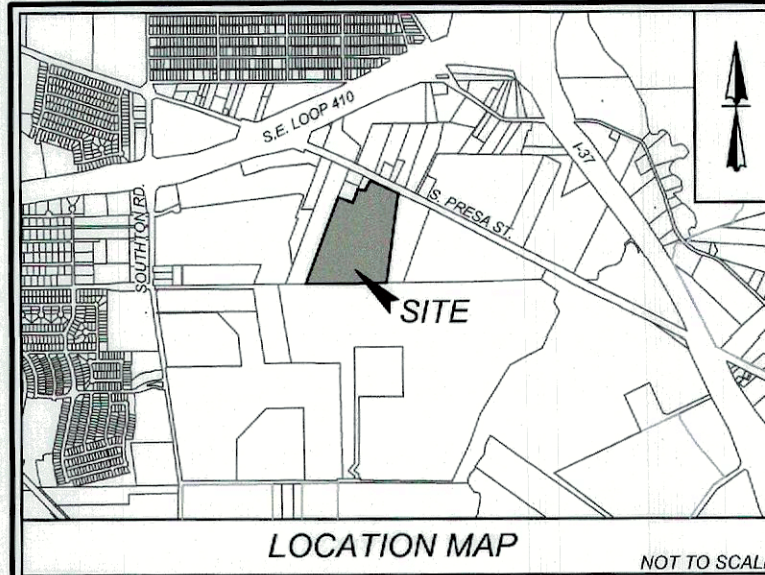 S.E. LOOP 410
I-37
S. PRESA ST.
SOUTHTON RD.
SITE
LOCATION MAP
NOT TO SCALE